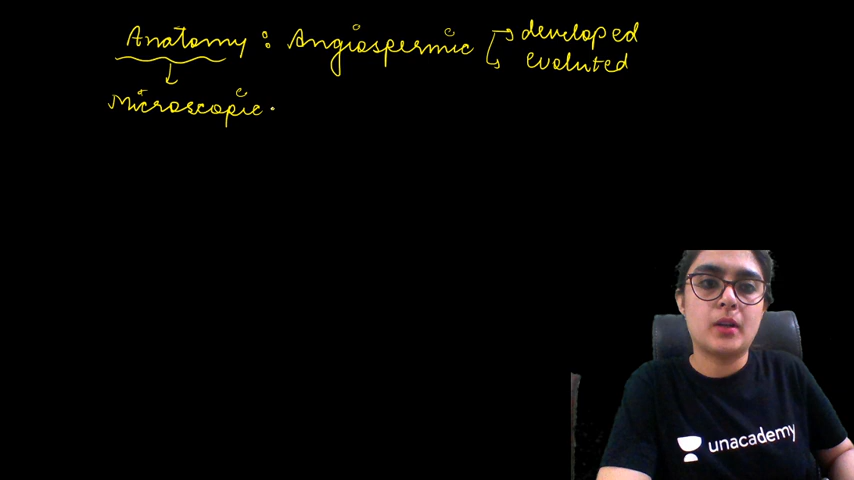 Anatomy : Angiospermic → developed
→ evoluted
Microscopic.
unacademy